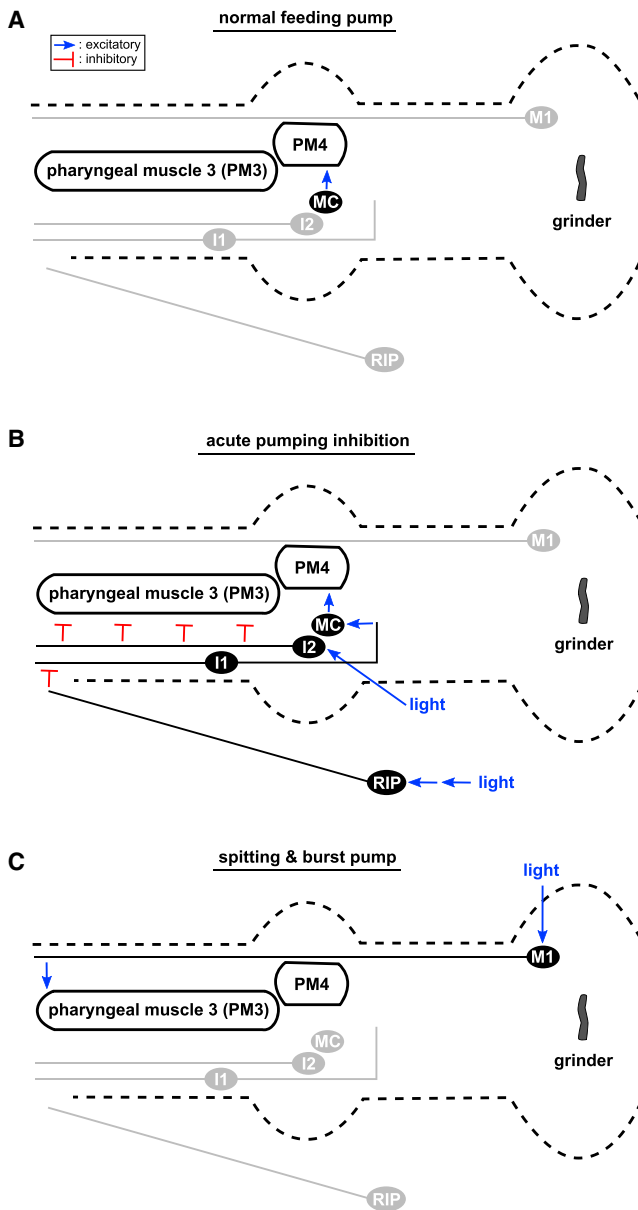 A
normal feeding pump
: excitatory
: inhibitory
M1
PM4
pharyngeal muscle 3 (PM3)
MC
I2
I1
grinder
RIP
B
acute pumping inhibition
M1
PM4
pharyngeal muscle 3 (PM3)
MC
I2
I1
grinder
light
RIP
light
C
spitting & burst pump
light
M1
PM4
pharyngeal muscle 3 (PM3)
MC
I2
I1
grinder
RIP